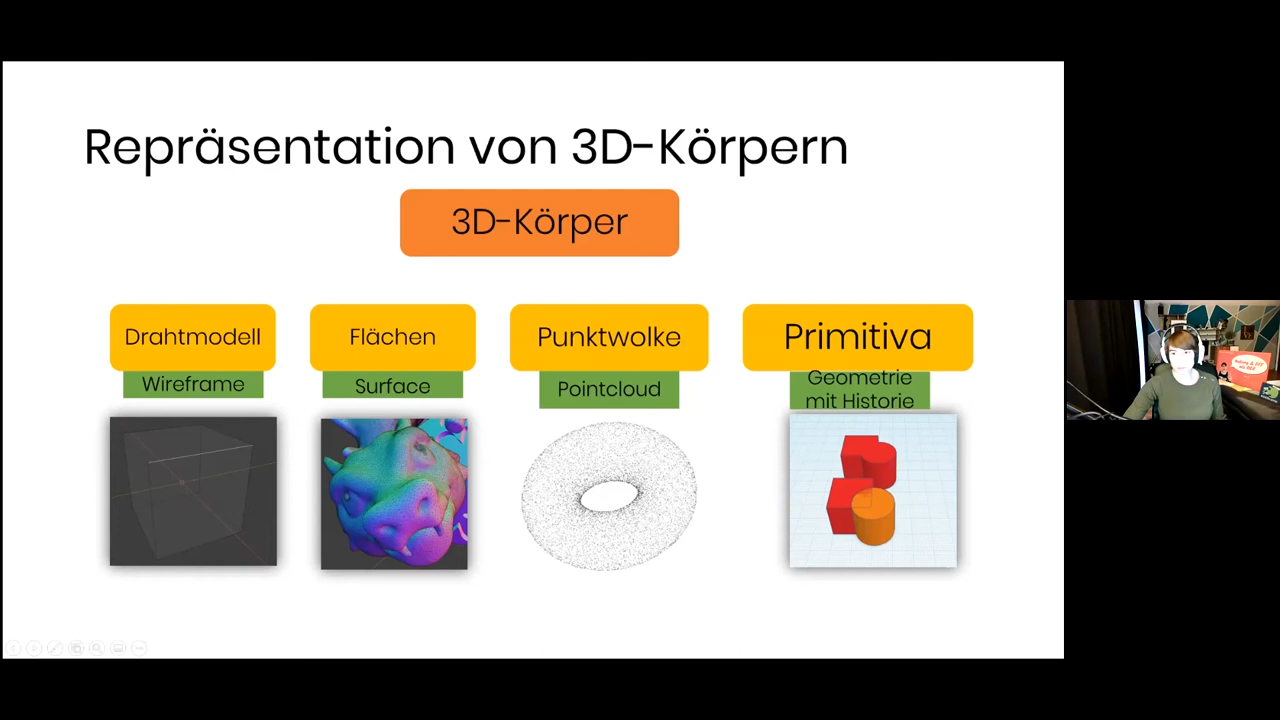 Repräsentation von 3D-Körpern
3D-Körper
Drahtmodell
Wireframe
Flächen
Surface
Punktwolke
Pointcloud
Primitiva
Geometrie
mit Historie